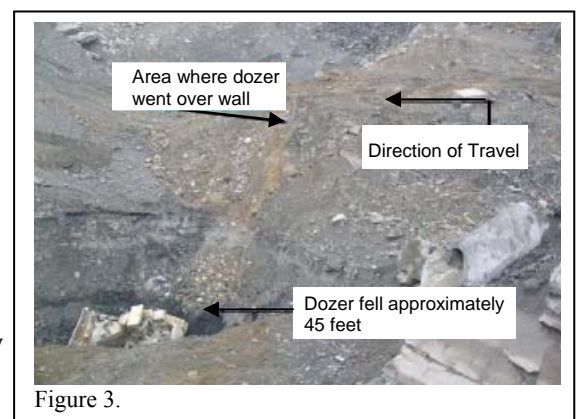 Area where dozer
went over wall
Direction of Travel
Dozer fell approximately
45 feet
Figure 3.